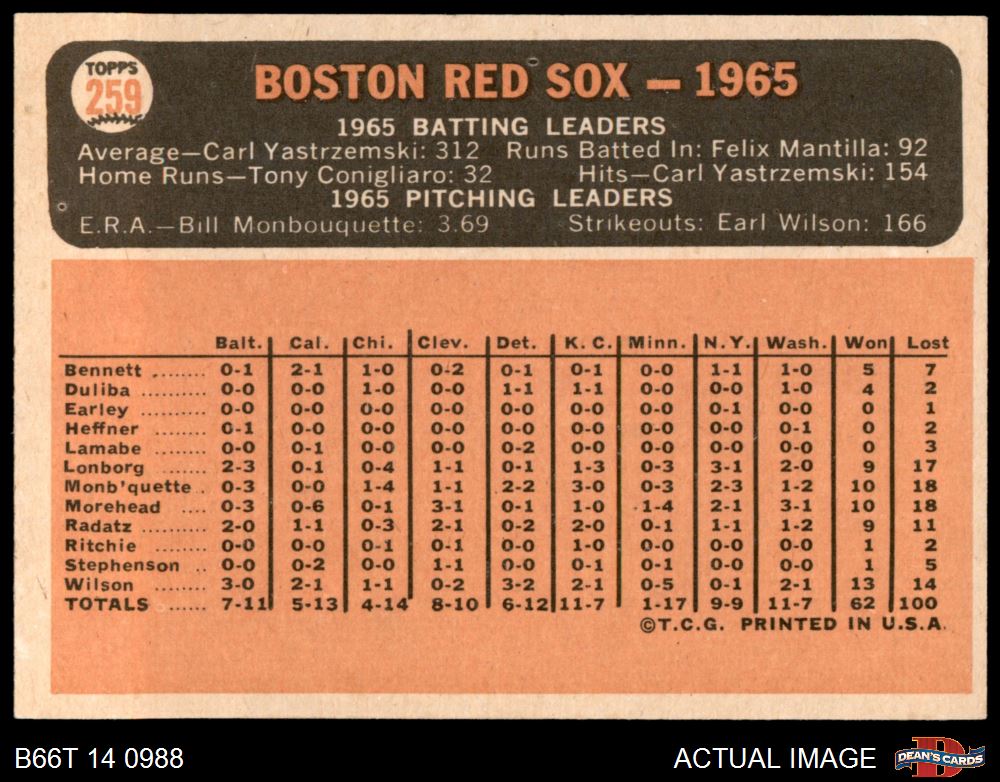 TOPPS
259
BOSTON RED SOX — 1965
1965 BATTING LEADERS
Average—Carl Yastrzemski: 312 Runs Batted In: Felix Mantilla: 92
Home Runs—Tony Conigliaro: 32 Hits—Carl Yastrzemski: 154
1965 PITCHING LEADERS
E.R.A.—Bill Monbouquette: 3.69 Strikeouts: Earl Wilson: 166
Balt. Cal. Chi. Clev. Det. K. C. Minn. N.Y. Wash. Won Lost
Bennett ........ 0-1 2-1 1-0 0-2 0-1 0-1 0-0 1-1 1-0 5 7
Duliba ........ 0-0 0-0 1-0 0-0 1-1 1-1 0-0 1-0 0-0 4 2
Earley ........ 0-0 0-0 0-0 0-0 0-0 0-0 0-0 0-1 0-0 0 1
Heffner ........ 0-1 0-0 0-0 0-0 0-0 0-0 0-0 0-0 0-1 0 2
Lamabe ........ 0-0 0-1 0-0 0-0 0-2 0-0 0-0 0-0 0-0 0 3
Lonborg ....... 2-3 0-1 0-4 1-1 0-1 1-3 0-3 3-1 2-0 9 17
Monb'quette .. 0-3 0-0 1-4 1-1 2-2 3-0 0-3 2-3 1-2 10 18
Morehead .... 0-3 0-6 0-1 3-1 0-1 1-0 1-4 2-1 3-1 10 18
Radatz .......... 2-0 1-1 0-3 2-1 0-2 2-0 0-1 1-1 1-2 9 11
Ritchie ........ 0-0 0-0 0-1 0-1 0-0 1-0 0-0 0-0 0-0 1 2
Stephenson .. 0-0 0-2 0-0 1-1 0-0 0-1 0-1 0-0 0-0 1 5
Wilson ........ 3-0 2-1 1-1 0-2 3-2 2-1 0-5 0-1 2-1 13 14
TOTALS ...... 7-11 5-13 4-14 8-10 6-12 11-7 1-17 9-9 11-7 62 100
©T.C.G. PRINTED IN U.S.A.
B66T 14 0988 ACTUAL IMAGE
D
DEAN'S CARDS